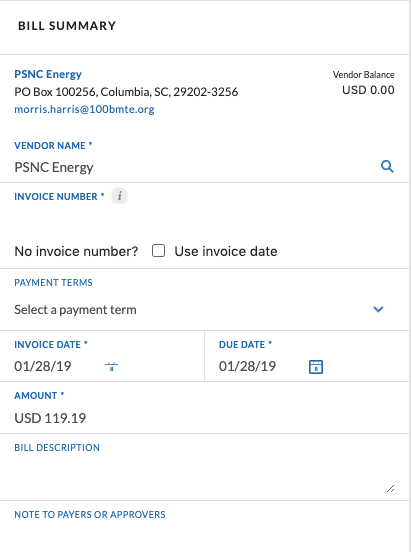 BILL SUMMARY
PSNC Energy
Vendor Balance
PO Box 100256, Columbia, SC, 29202-3256
USD 0.00
morris.harris@100bmte.org
VENDOR NAME *
PSNC Energy
INVOICE NUMBER * i
No invoice number? Use invoice date
PAYMENT TERMS
Select a payment term
INVOICE DATE * DUE DATE *
01/28/19 8 01/28/19 8
AMOUNT *
USD 119.19
BILL DESCRIPTION
NOTE TO PAYERS OR APPROVERS